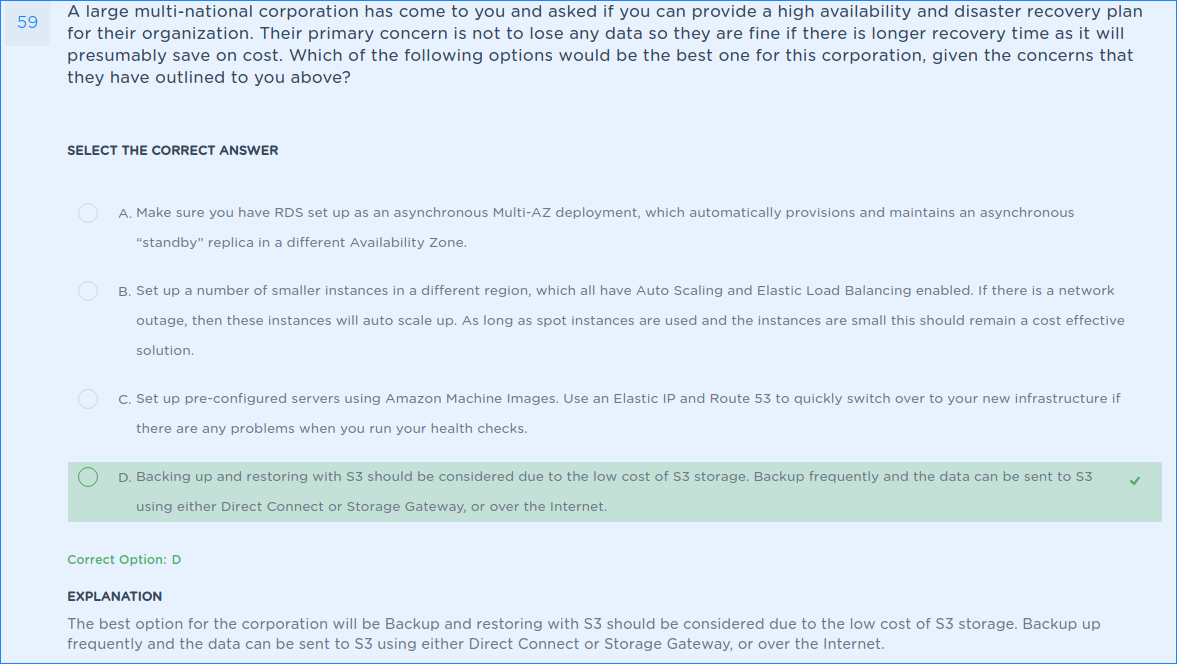 59
A large multi-national corporation has come to you and asked if you can provide a high availability and disaster recovery plan
for their organization. Their primary concern is not to lose any data so they are fine if there is longer recovery time as it will
presumably save on cost. Which of the following options would be the best one for this corporation, given the concerns that
they have outlined to you above?
SELECT THE CORRECT ANSWER
A. Make sure you have RDS set up as an asynchronous Multi-AZ deployment, which automatically provisions and maintains an asynchronous
“standby” replica in a different Availability Zone.
B. Set up a number of smaller instances in a different region, which all have Auto Scaling and Elastic Load Balancing enabled. If there is a network
outage, then these instances will auto scale up. As long as spot instances are used and the instances are small this should remain a cost effective
solution.
C. Set up pre-configured servers using Amazon Machine Images. Use an Elastic IP and Route 53 to quickly switch over to your new infrastructure if
there are any problems when you run your health checks.
D. Backing up and restoring with S3 should be considered due to the low cost of S3 storage. Backup frequently and the data can be sent to S3
using either Direct Connect or Storage Gateway, or over the Internet.
Correct Option: D
EXPLANATION
The best option for the corporation will be Backup and restoring with S3 should be considered due to the low cost of S3 storage. Backup up
frequently and the data can be sent to S3 using either Direct Connect or Storage Gateway, or over the Internet.